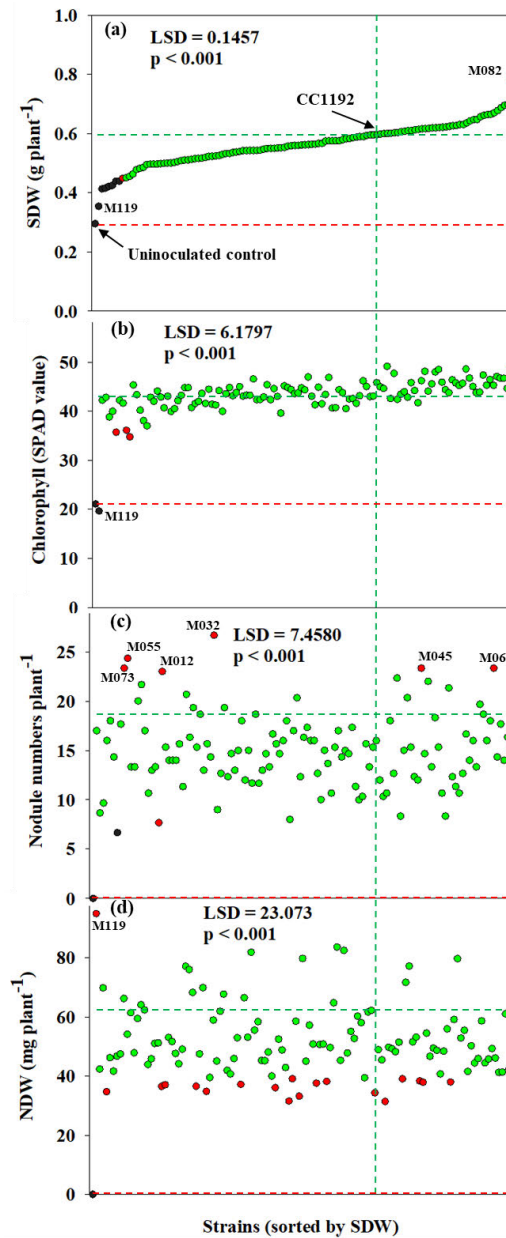 (a)
LSD = 0.1457
p < 0.001
M082
CC1192
M119
Uninoculated control
SDW (g plant⁻¹)
1.0
0.8
0.6
0.4
0.2
0.0
(b)
LSD = 6.1797
p < 0.001
M119
Chlorophyll (SPAD value)
50
40
30
20
10
0
(c)
LSD = 7.4580
p < 0.001
M032
M055
M012
M073
M045
M06
Nodule numbers plant⁻¹
25
20
15
10
5
0
(d)
LSD = 23.073
p < 0.001
M119
NDW (mg plant⁻¹)
80
60
40
20
0
Strains (sorted by SDW)